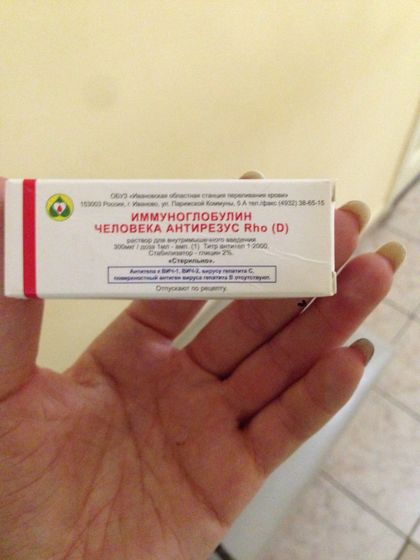 ОБУЗ «Ивановская областная станция переливания крови»
153003 Россия, г. Иваново, ул. Парижской Коммуны, 5 А тел./факс (4932) 38-65-15
ИММУНОГЛОБУЛИН
ЧЕЛОВЕКА АНТИРЕЗУС Rho (D)
раствор для внутримышечного введения
300мкг / доза 1мл - амп. (1) Титр антител 1:2000,
Стабилизатор - глицин 2%.
«Стерильно».
Антитела к ВИЧ-1, ВИЧ-2, вирусу гепатита С,
поверхностный антиген вируса гепатита В отсутствуют.
Отпускают по рецепту.